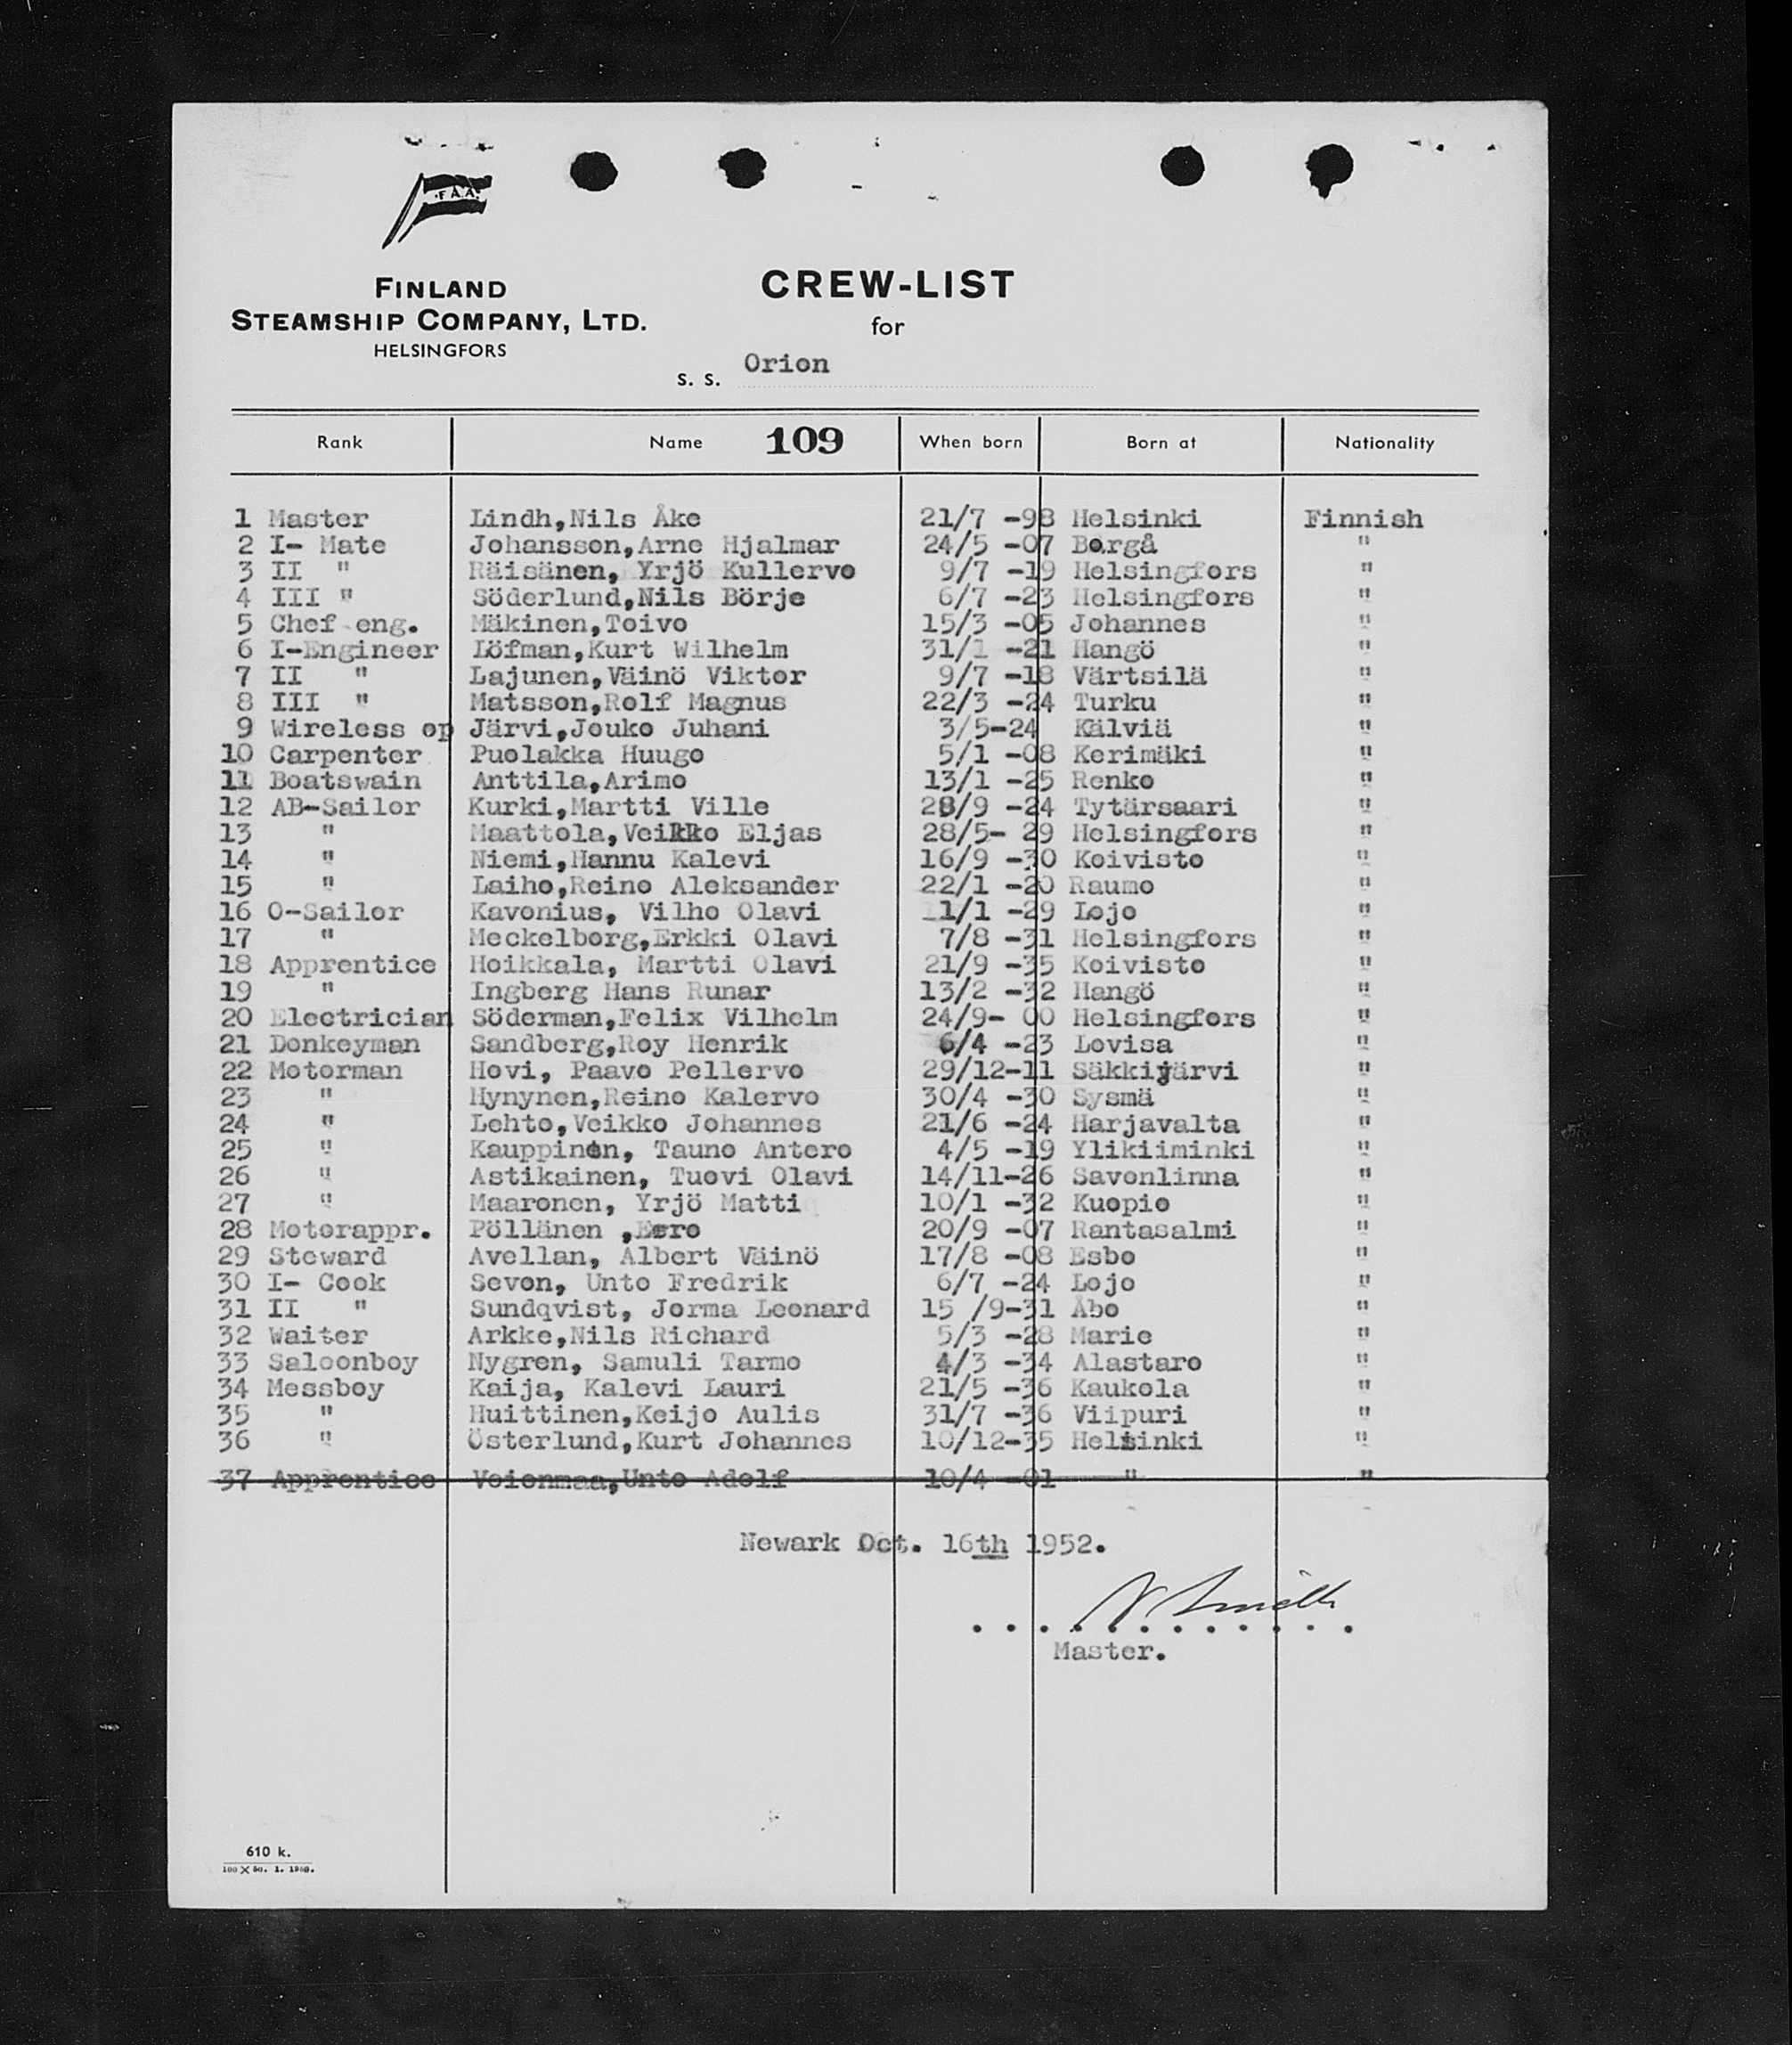 F Å A
FINLAND
STEAMSHIP COMPANY, LTD.
HELSINGFORS
CREW-LIST
for
s. s. Orion
Rank Name 109 When born Born at Nationality
1 Master Lindh,Nils Åke 21/7 -98 Helsinki Finnish
2 I- Mate Johansson,Arne Hjalmar 24/5 -07 Borgå "
3 II " Räisänen, Yrjö Kullervo 9/7 -19 Helsingfors "
4 III " Söderlund,Nils Börje 6/7 -23 Helsingfors "
5 Chef eng. Mäkinen,Toivo 15/3 -05 Johannes "
6 I-Engineer Löfman,Kurt Wilhelm 31/1 -21 Hangö "
7 II " Lajunen,Väinö Viktor 9/7 -18 Värtsilä "
8 III " Matsson,Rolf Magnus 22/3 -24 Turku "
9 Wireless op Järvi,Jouko Juhani 3/5-24 Kälviä "
10 Carpenter Puolakka Huugo 5/1 -08 Kerimäki "
11 Boatswain Anttila,Arimo 13/1 -25 Renko "
12 AB-Sailor Kurki,Martti Ville 28/9 -24 Tytärsaari "
13 " Maattola,Veikko Eljas 28/5- 29 Helsingfors "
14 " Niemi,Hannu Kalevi 16/9 -30 Koivisto "
15 " Laiho,Reino Aleksander 22/1 -20 Raumo "
16 O-Sailor Kavonius, Vilho Olavi 1/1 -29 Lojo "
17 " Meckelborg,Erkki Olavi 7/8 -31 Helsingfors "
18 Apprentice Hoikkala, Martti Olavi 21/9 -35 Koivisto "
19 " Ingberg Hans Runar 13/2 -32 Hangö "
20 Electrician Söderman,Felix Vilhelm 24/9- 00 Helsingfors "
21 Donkeyman Sandberg,Roy Henrik 6/4 -23 Lovisa "
22 Motorman Hovi, Paavo Pellervo 29/12-11 Säkkijärvi "
23 " Hynynen,Reino Kalervo 30/4 -30 Sysmä "
24 " Lehto,Veikko Johannes 21/6 -24 Harjavalta "
25 " Kauppinen, Tauno Antero 4/5 -19 Ylikiiminki "
26 " Astikainen, Tuovi Olavi 14/11-26 Savonlinna "
27 " Maaronen, Yrjö Matti 10/1 -32 Kuopio "
28 Motorappr. Pöllänen ,Eero 20/9 -07 Rantasalmi "
29 Steward Avellan, Albert Väinö 17/8 -08 Esbo "
30 I- Cook Sevon, Unto Fredrik 6/7 -24 Lojo "
31 II " Sundqvist, Jorma Leonard 15 /9-31 Åbo "
32 Waiter Arkke,Nils Richard 5/3 -28 Marie "
33 Saloonboy Nygren, Samuli Tarmo 4/3 -34 Alastaro "
34 Messboy Kaija, Kalevi Lauri 21/5 -36 Kaukola "
35 " Huittinen,Keijo Aulis 31/7 -36 Viipuri "
36 " Österlund,Kurt Johannes 10/12-35 Helsinki "
37 Apprentice Voionmaa,Unto Adolf 10/4 -01 " "
Newark Oct. 16th 1952.
Master.
610 k.
100 X 50. 1. 1950.